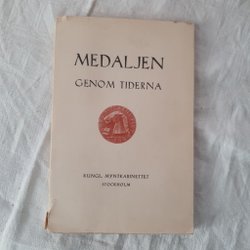 MEDALJEN
GENOM TIDERNA
KUNGL. MYNTKABINETTET
STOCKHOLM